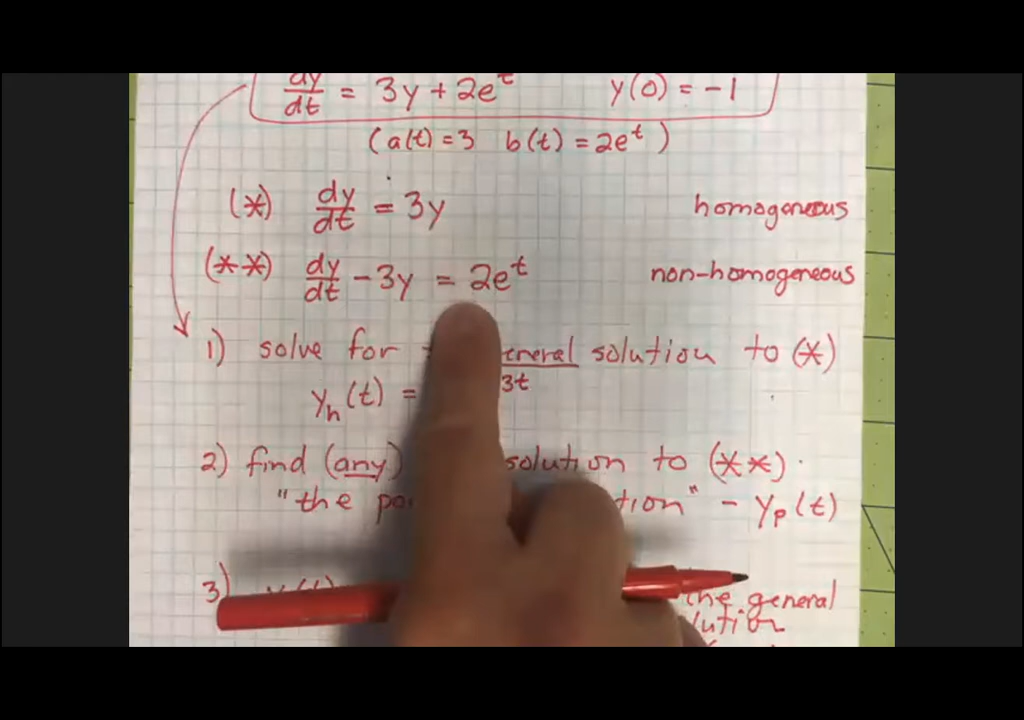 dy/dt = 3y + 2e^t y(0) = -1
(a(t) = 3 b(t) = 2e^t)
(*) dy/dt = 3y homogeneous
(**) dy/dt - 3y = 2e^t non-homogeneous
1) solve for solution to (*)
y_h(t) = 3t
2) find (any) solution to (**)
"the " - y_p(t)
3) the general